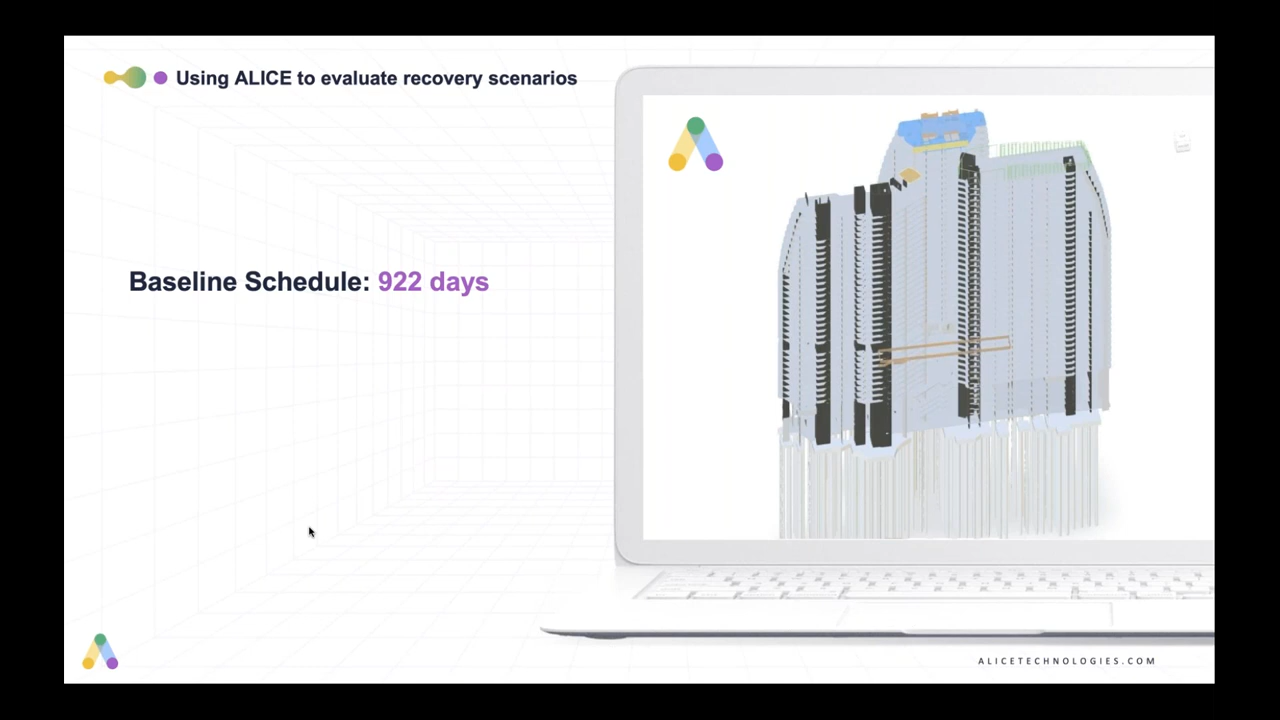 Using ALICE to evaluate recovery scenarios
Baseline Schedule: 922 days
ALICETECHNOLOGIES.COM